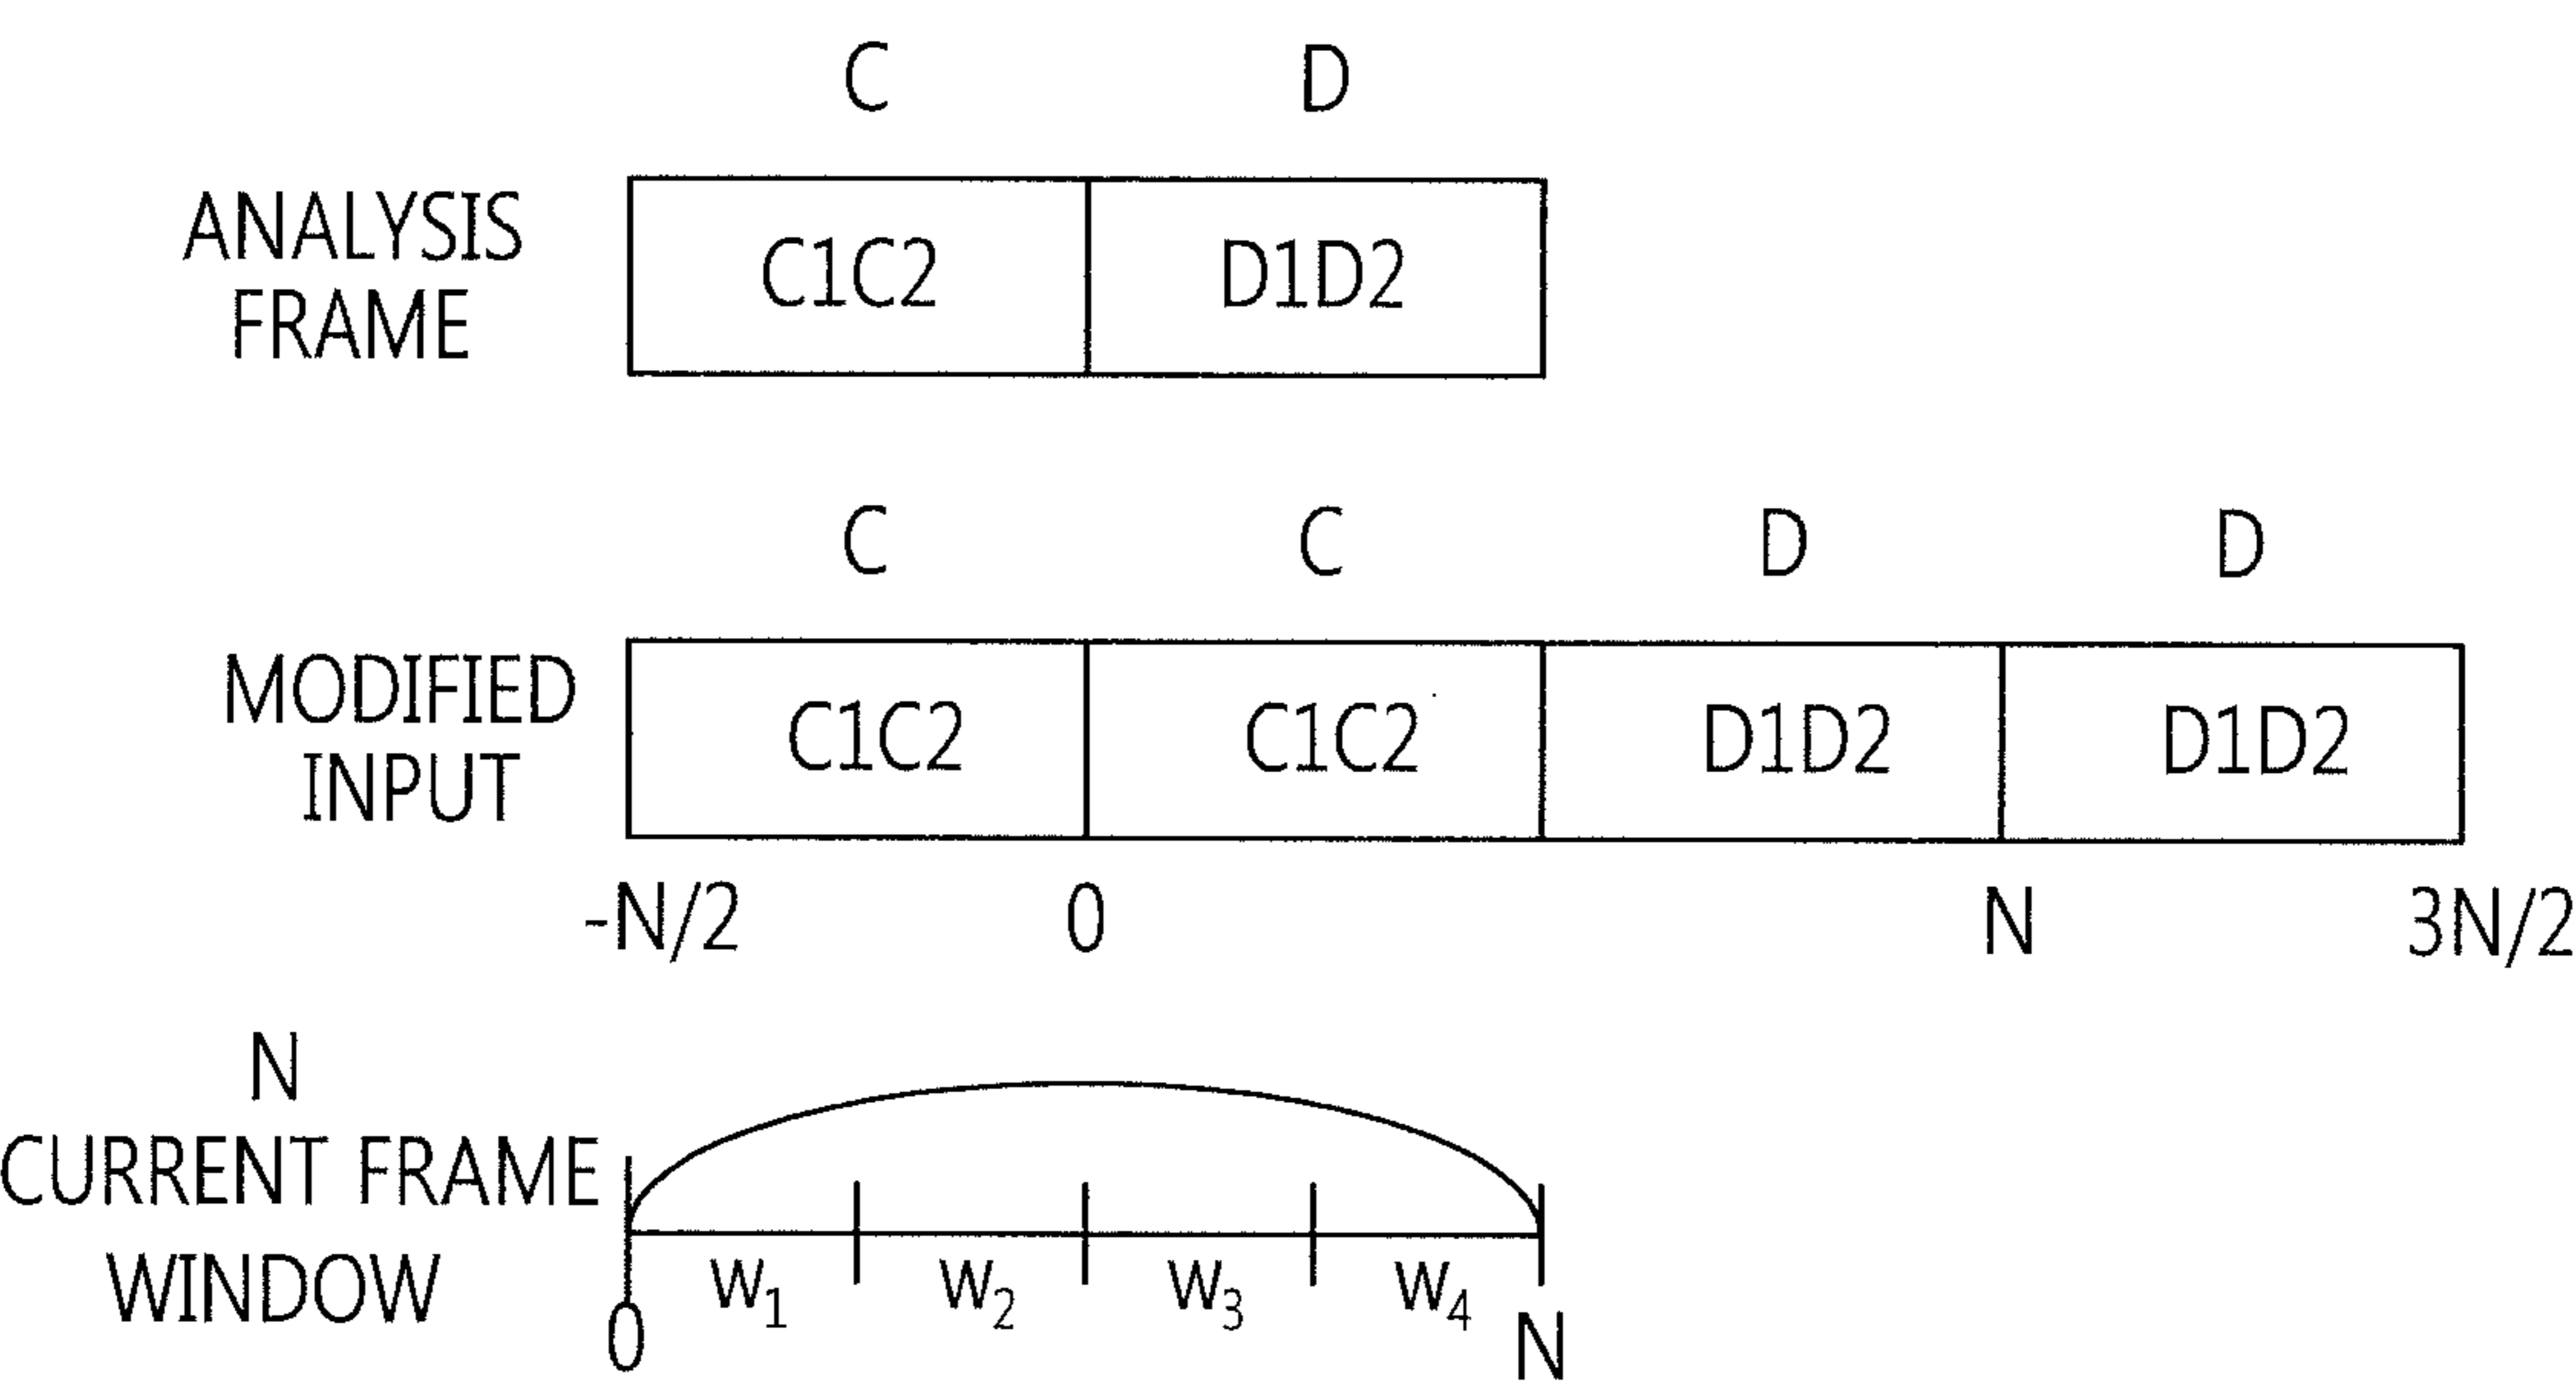 C D
ANALYSIS
FRAME
C1C2 D1D2
C C D D
MODIFIED
INPUT
C1C2 C1C2 D1D2 D1D2
-N/2 0 N 3N/2
N
CURRENT FRAME
WINDOW
W1 W2 W3 W4
0 N